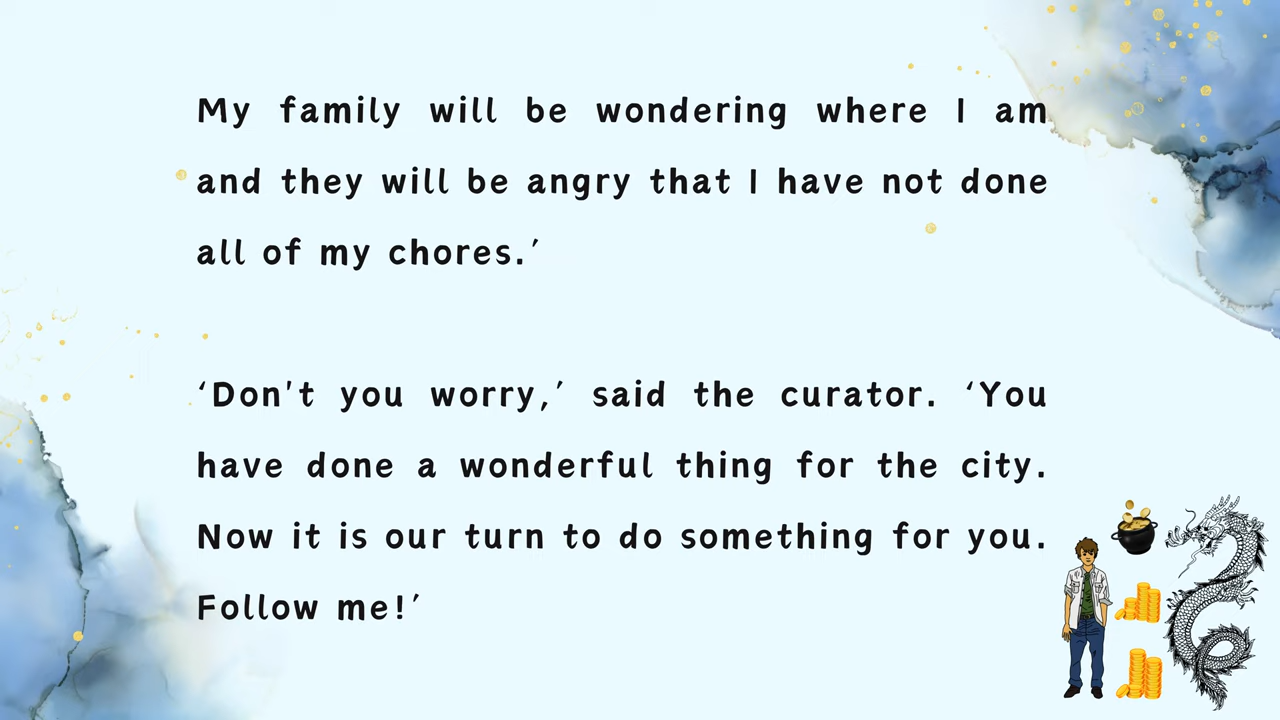 My family will be wondering where I am
and they will be angry that I have not done
all of my chores.’
‘Don't you worry,’ said the curator. ‘You
have done a wonderful thing for the city.
Now it is our turn to do something for you.
Follow me!’